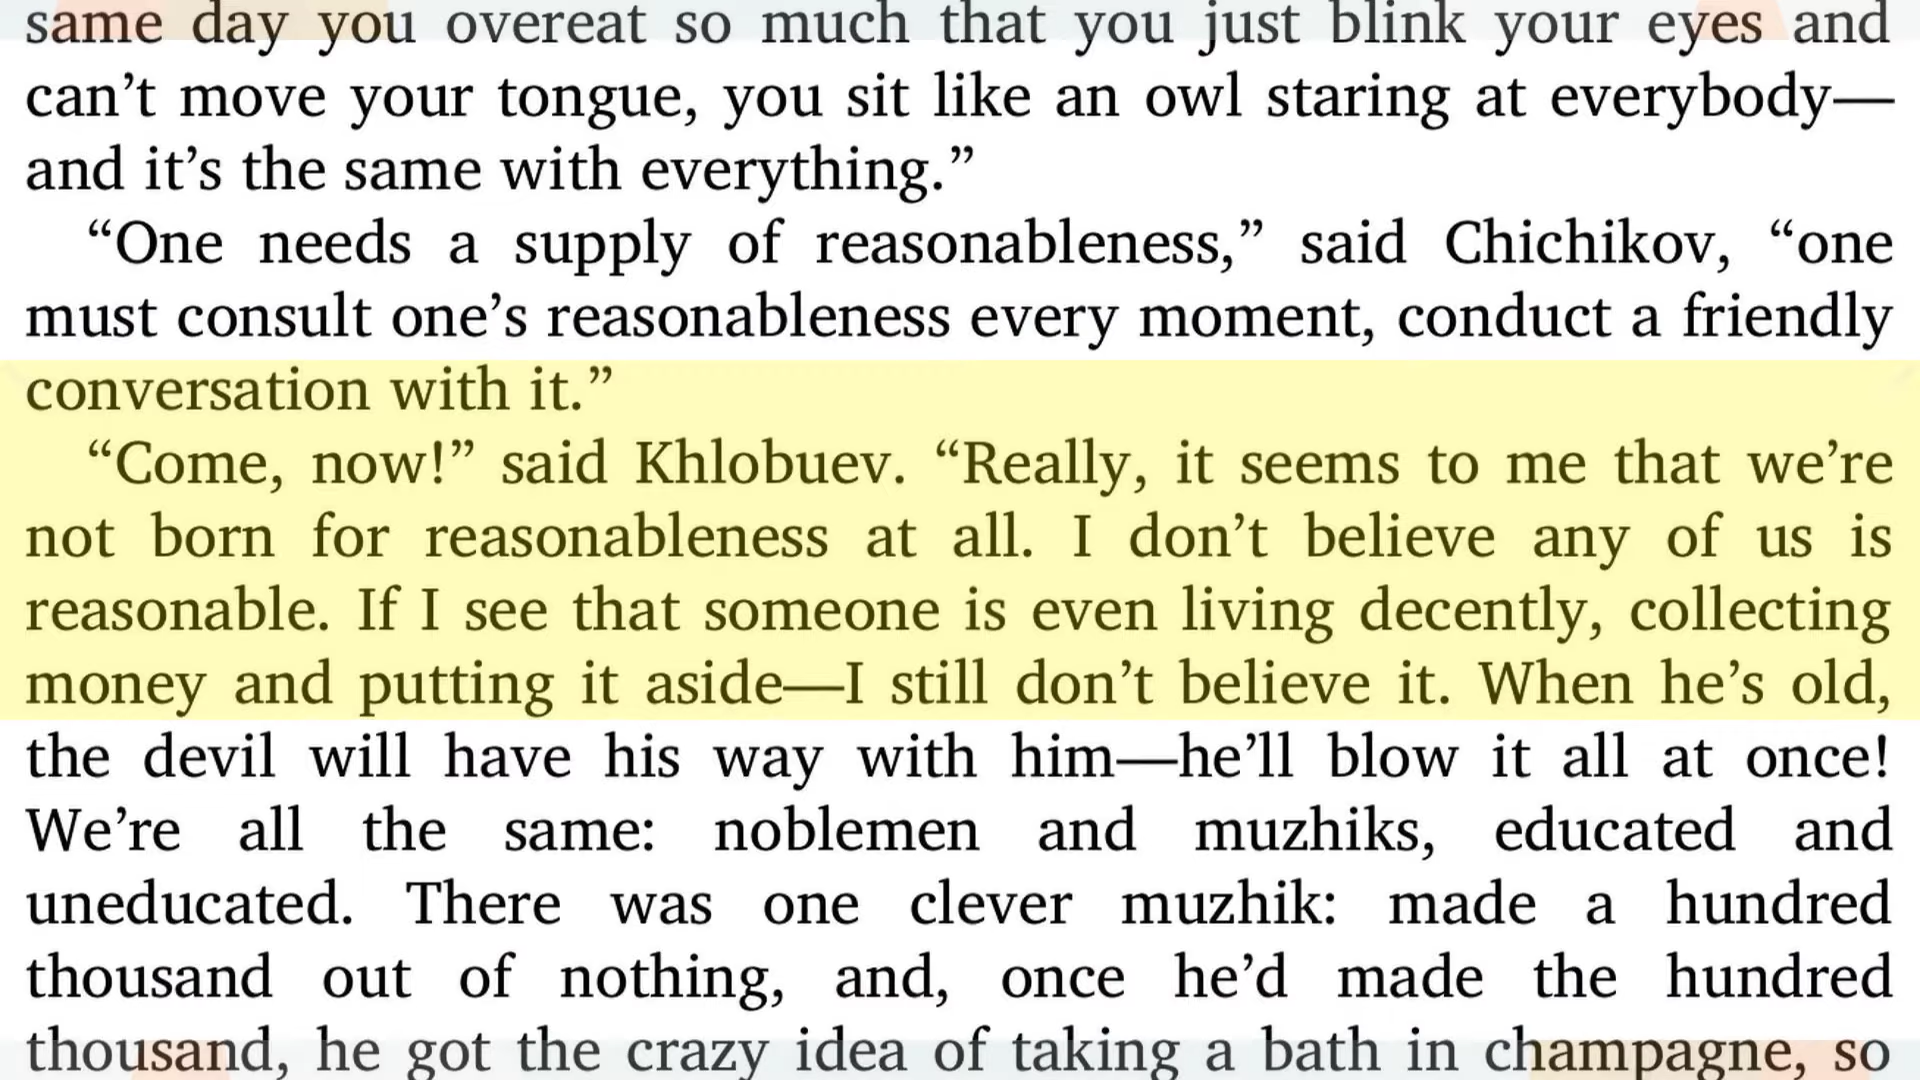 same day you overeat so much that you just blink your eyes and
can’t move your tongue, you sit like an owl staring at everybody—
and it’s the same with everything.”
“One needs a supply of reasonableness,” said Chichikov, “one
must consult one’s reasonableness every moment, conduct a friendly
conversation with it.”
“Come, now!” said Khlobuev. “Really, it seems to me that we’re
not born for reasonableness at all. I don’t believe any of us is
reasonable. If I see that someone is even living decently, collecting
money and putting it aside—I still don’t believe it. When he’s old,
the devil will have his way with him—he’ll blow it all at once!
We’re all the same: noblemen and muzhiks, educated and
uneducated. There was one clever muzhik: made a hundred
thousand out of nothing, and, once he’d made the hundred
thousand, he got the crazy idea of taking a bath in champagne, so